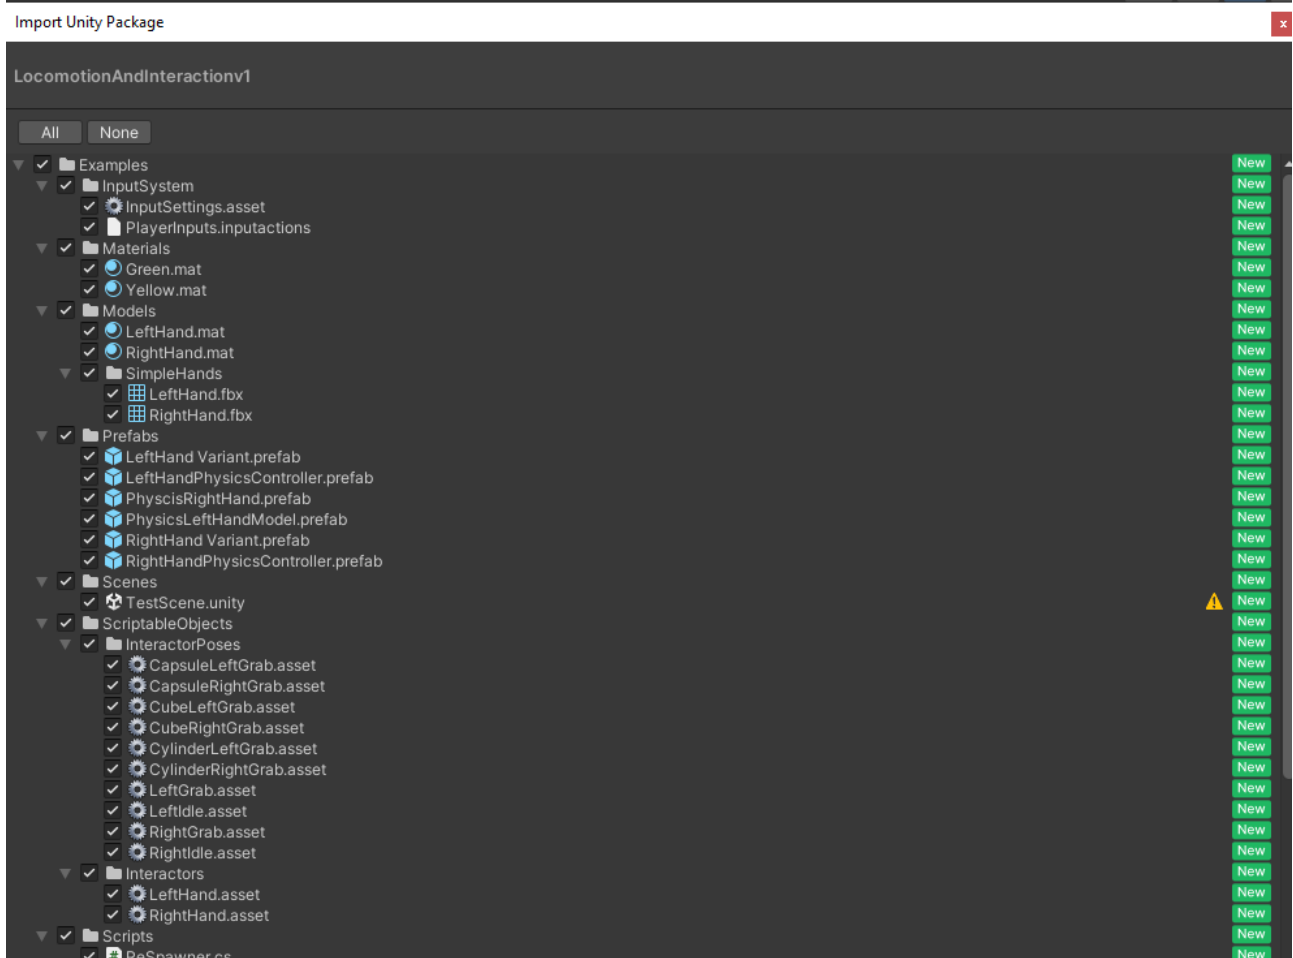 Import Unity Package
x
LocomotionAndInteractionv1
All None
Examples New
InputSystem New
InputSettings.asset New
PlayerInputs.inputactions New
Materials New
Green.mat New
Yellow.mat New
Models New
LeftHand.mat New
RightHand.mat New
SimpleHands New
LeftHand.fbx New
RightHand.fbx New
Prefabs New
LeftHand Variant.prefab New
LeftHandPhysicsController.prefab New
PhyscisRightHand.prefab New
PhysicsLeftHandModel.prefab New
RightHand Variant.prefab New
RightHandPhysicsController.prefab New
Scenes New
TestScene.unity New
ScriptableObjects New
InteractorPoses New
CapsuleLeftGrab.asset New
CapsuleRightGrab.asset New
CubeLeftGrab.asset New
CubeRightGrab.asset New
CylinderLeftGrab.asset New
CylinderRightGrab.asset New
LeftGrab.asset New
LeftIdle.asset New
RightGrab.asset New
RightIdle.asset New
Interactors New
LeftHand.asset New
RightHand.asset New
Scripts New
ReSpawner.cs New